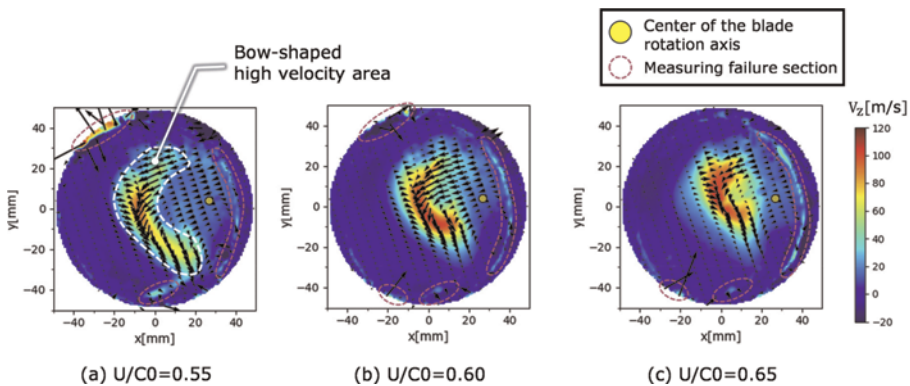 Center of the blade
rotation axis
Measuring failure section
Bow-shaped
high velocity area
V_Z[m/s]
120
100
80
60
40
20
0
−20
y[mm]
40
20
0
−20
−40
−40 −20 0 20 40
x[mm]
(a) U/C0=0.55
y[mm]
40
20
0
−20
−40
−40 −20 0 20 40
x[mm]
(b) U/C0=0.60
y[mm]
40
20
0
−20
−40
−40 −20 0 20 40
x[mm]
(c) U/C0=0.65